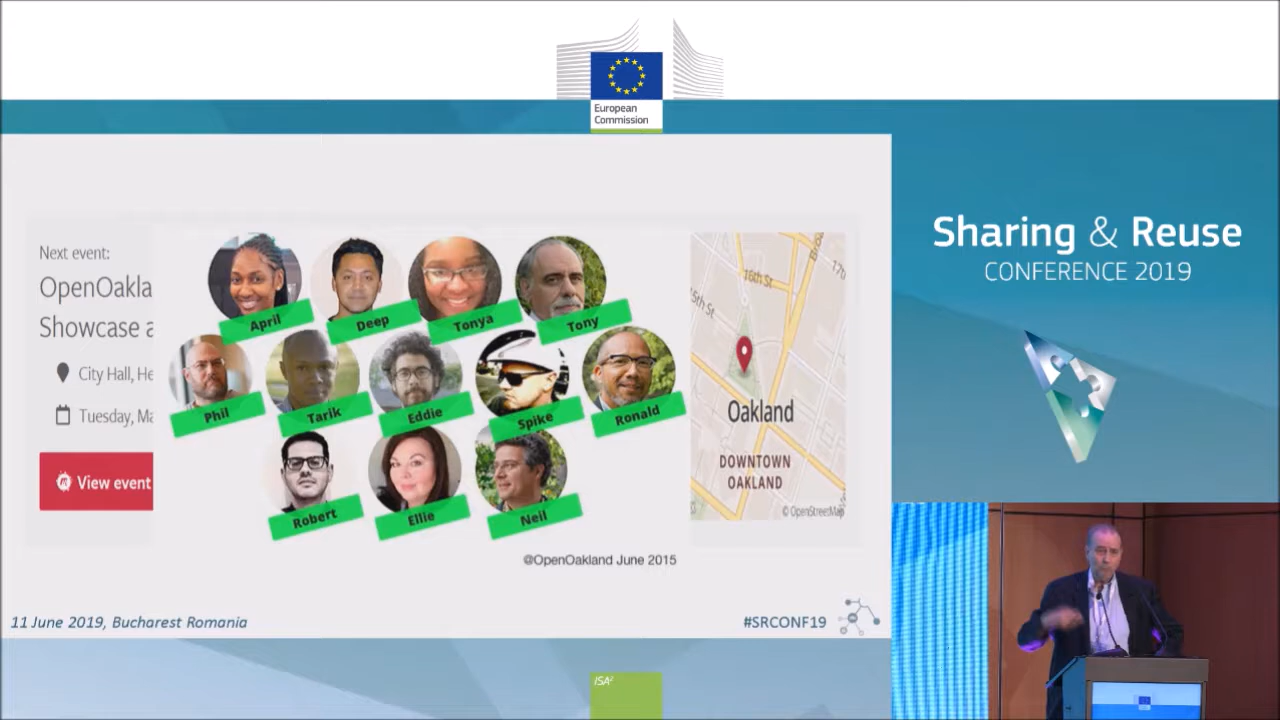 European
Commission
Sharing & Reuse
CONFERENCE 2019
Next event:
OpenOakla
Showcase a
City Hall, He
Tuesday, Ma
View event
April
Deep
Tonya
Tony
Phil
Tarik
Eddie
Spike
Ronald
Robert
Ellie
Neil
16th St
15th St
17t
Oakland
DOWNTOWN
OAKLAND
© OpenStreetMap
@OpenOakland June 2015
11 June 2019, Bucharest Romania
#SRCONF19
ISA²